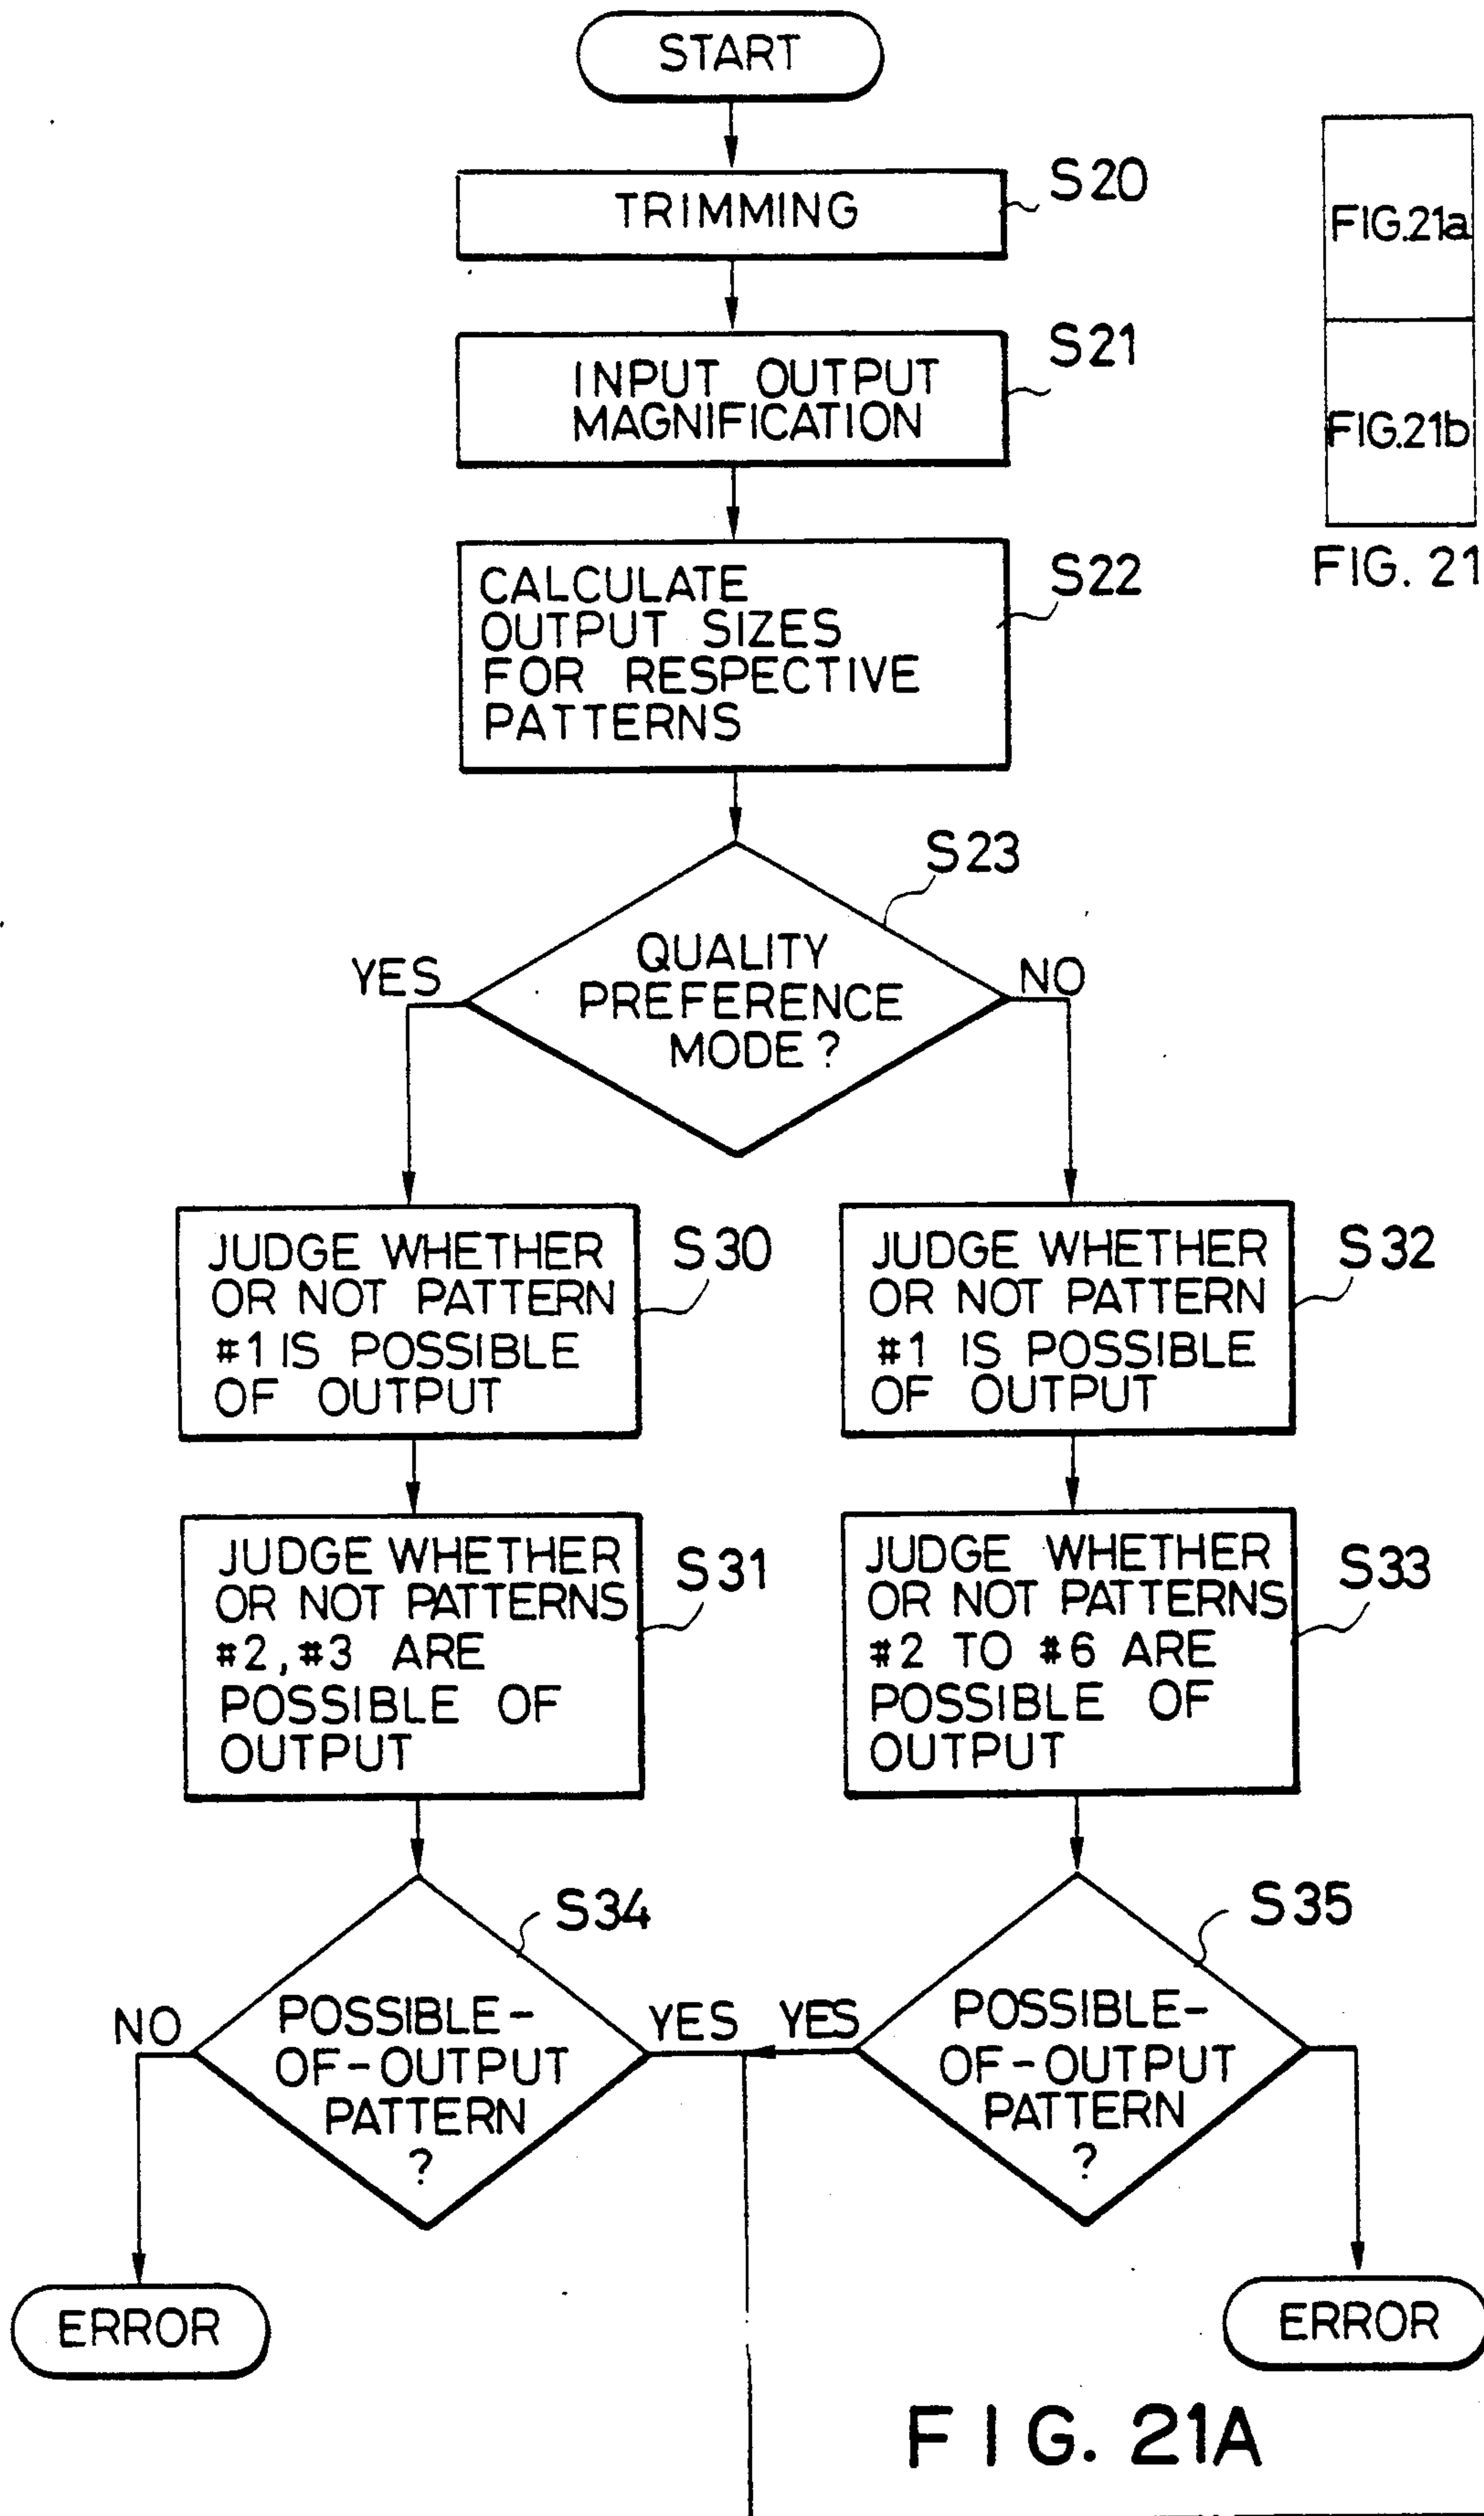 START
TRIMMING
S20
INPUT OUTPUT
MAGNIFICATION
S21
FIG.21a
FIG.21b
FIG. 21
CALCULATE
OUTPUT SIZES
FOR RESPECTIVE
PATTERNS
S22
QUALITY
PREFERENCE
MODE?
S23
YES
NO
JUDGE WHETHER
OR NOT PATTERN
#1 IS POSSIBLE
OF OUTPUT
S30
JUDGE WHETHER
OR NOT PATTERN
#1 IS POSSIBLE
OF OUTPUT
S32
JUDGE WHETHER
OR NOT PATTERNS
#2, #3 ARE
POSSIBLE OF
OUTPUT
S31
JUDGE WHETHER
OR NOT PATTERNS
#2 TO #6 ARE
POSSIBLE OF
OUTPUT
S33
S34
NO
POSSIBLE-
OF-OUTPUT
PATTERN
?
YES
S35
YES
POSSIBLE-
OF-OUTPUT
PATTERN
?
ERROR
ERROR
FIG. 21A